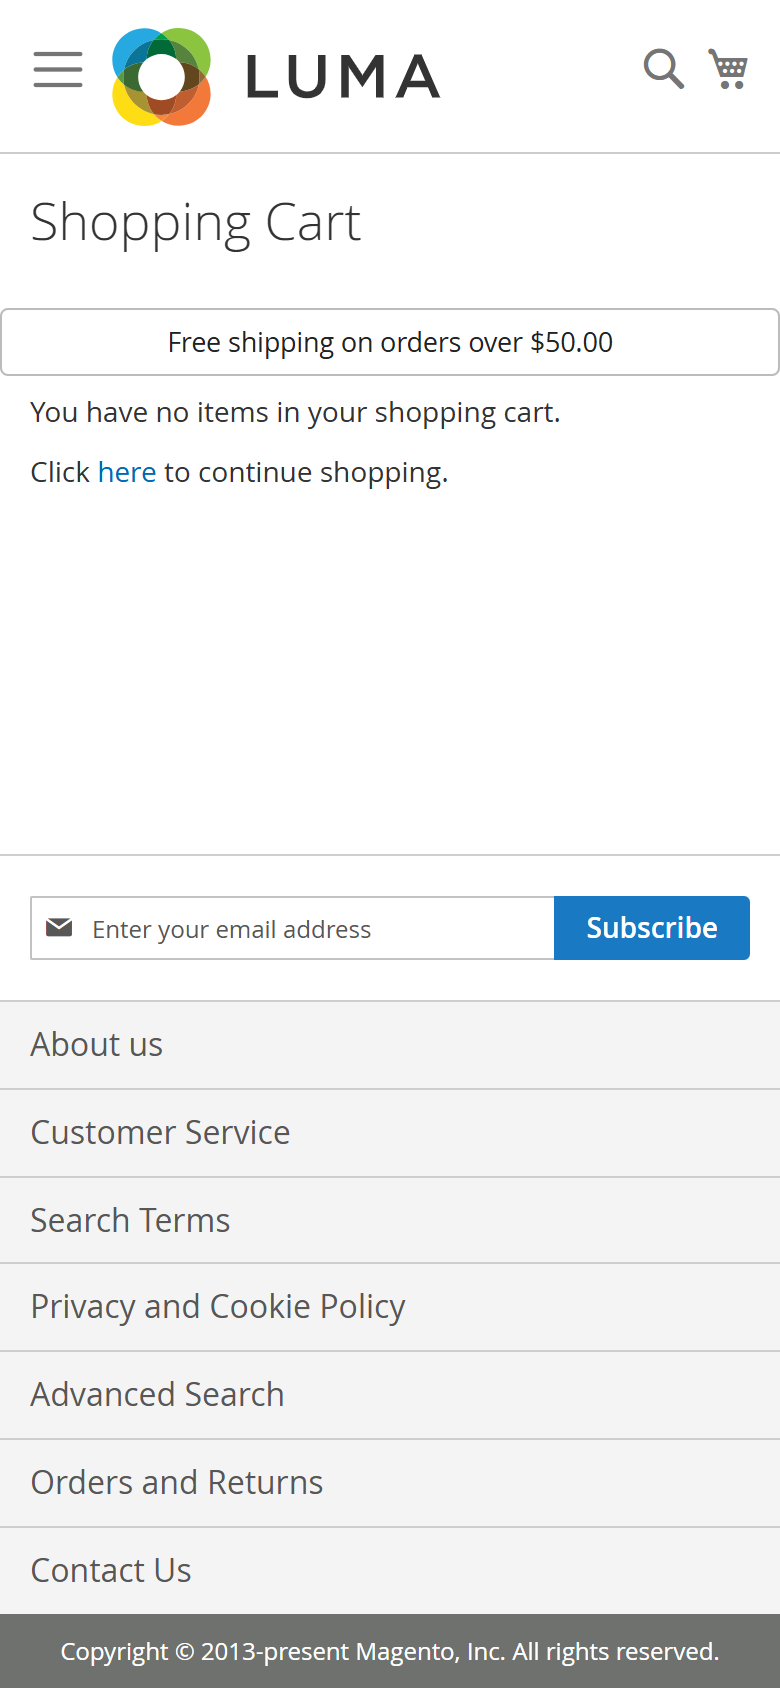 LUMA
Shopping Cart
Free shipping on orders over $50.00
You have no items in your shopping cart.
Click here to continue shopping.
Enter your email address
Subscribe
About us
Customer Service
Search Terms
Privacy and Cookie Policy
Advanced Search
Orders and Returns
Contact Us
Copyright © 2013-present Magento, Inc. All rights reserved.